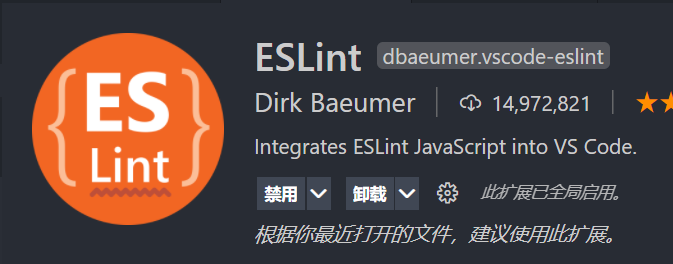 {ES
Lint}
ESLint dbaeumer.vscode-eslint
Dirk Baeumer | 14,972,821 |
Integrates ESLint JavaScript into VS Code.
禁用 卸载 此扩展已全局启用。
根据你最近打开的文件，建议使用此扩展。